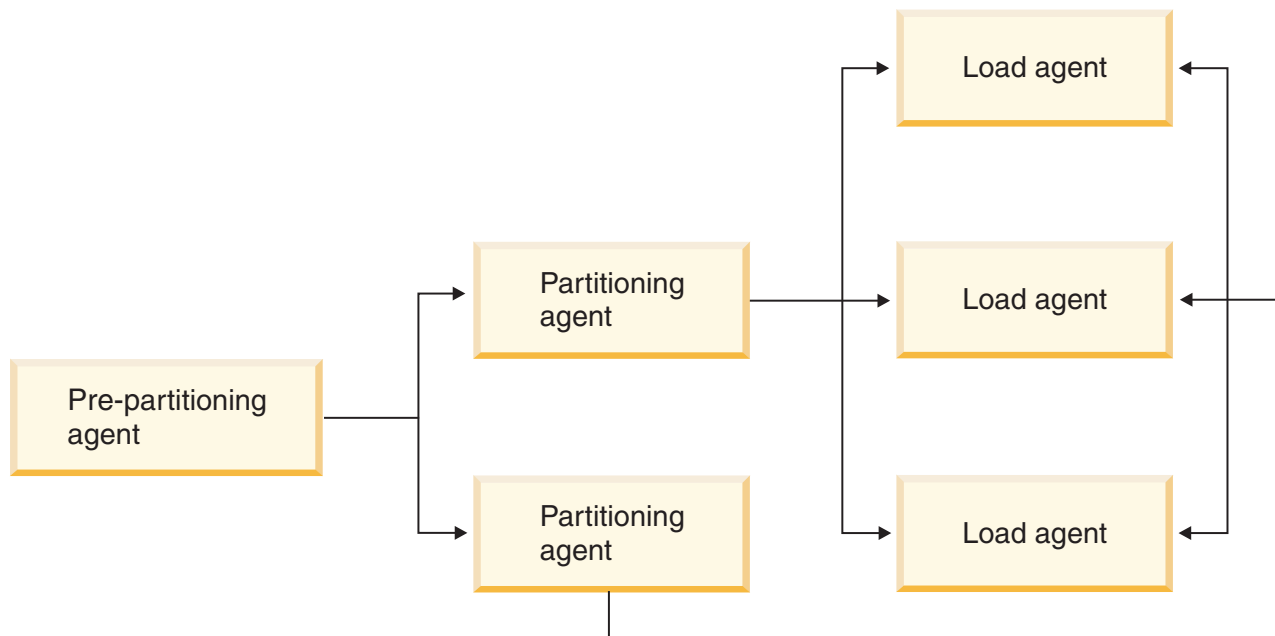 Pre-partitioning
agent
Partitioning
agent
Partitioning
agent
Load agent
Load agent
Load agent